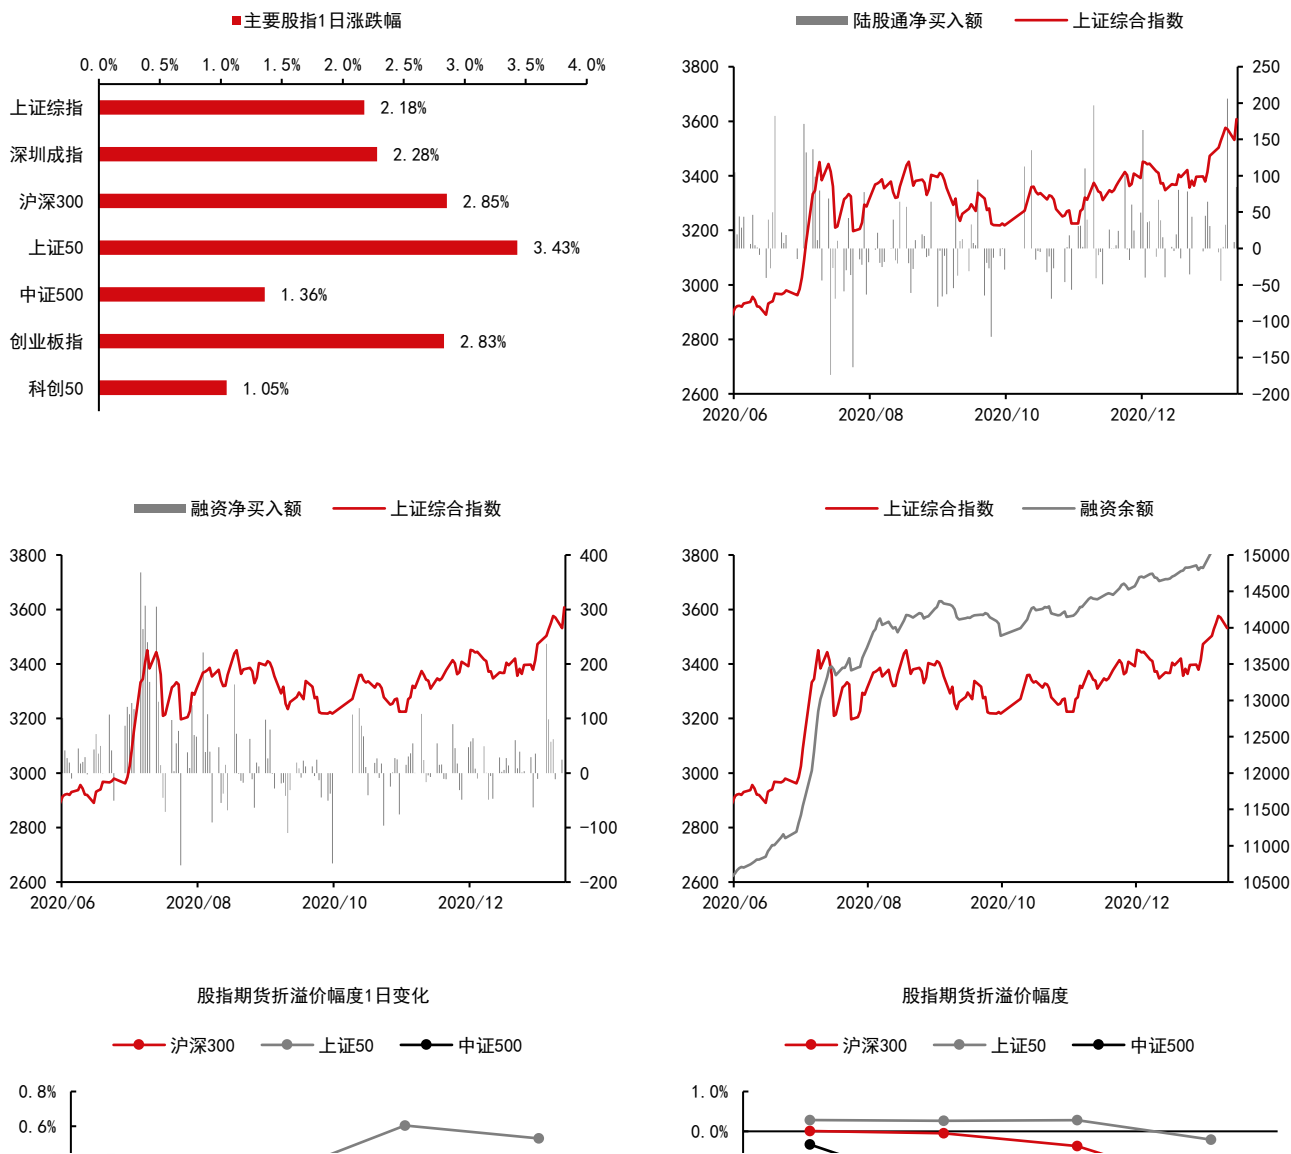 主要股指1日涨跌幅
0.0% 0.5% 1.0% 1.5% 2.0% 2.5% 3.0% 3.5% 4.0%
上证综指 2.18%
深圳成指 2.28%
沪深300 2.85%
上证50 3.43%
中证500 1.36%
创业板指 2.83%
科创50 1.05%
陆股通净买入额 上证综合指数
3800 250
200
3600 150
3400 100
50
3200 0
3000 -50
-100
2800 -150
2600 -200
2020/06 2020/08 2020/10 2020/12
融资净买入额 上证综合指数
3800 400
3600 300
3400 200
3200 100
3000 0
2800 -100
2600 -200
2020/06 2020/08 2020/10 2020/12
上证综合指数 融资余额
3800 15000
14500
3600 14000
3400 13500
13000
3200 12500
3000 12000
11500
2800 11000
2600 10500
2020/06 2020/08 2020/10 2020/12
股指期货折溢价幅度1日变化
沪深300 上证50 中证500
0.8%
0.6%
股指期货折溢价幅度
沪深300 上证50 中证500
1.0%
0.0%